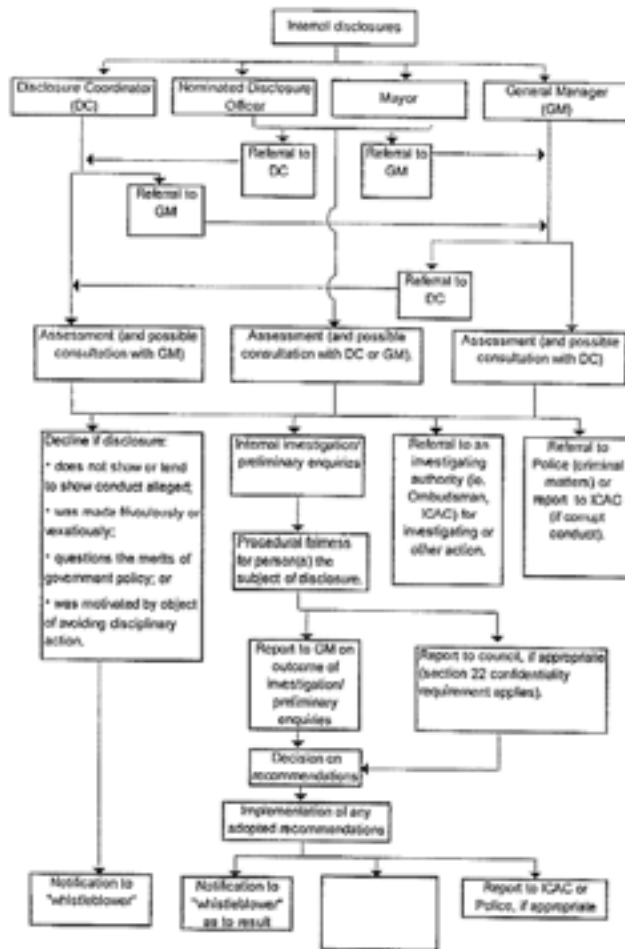 Internal disclosures
Disclosure Coordinator
(DC)
Nominated Disclosure
Officer
Mayor
General Manager
(GM)
Referral to
DC
Referral to
GM
Referral to
GM
Referral to
DC
Assessment (and possible
consultation with GM)
Assessment (and possible
consultation with DC or GM).
Assessment (and possible
consultation with DC)
Decline if disclosure:
• does not show or tend
to show conduct alleged;
• was made frivolously or
vexatiously;
• questions the merits of
government policy; or
• was motivated by object
of avoiding disciplinary
action.
Internal investigation/
preliminary enquiries
Referral to an
investigating
authority (ie.
Ombudsman,
ICAC) for
investigating or
other action.
Referral to
Police (criminal
matters) or
report to ICAC
(if corrupt
conduct).
Procedural fairness
for person(s) the
subject of disclosure.
Report to GM on
outcome of
investigation/
preliminary
enquiries
Report to council, if appropriate
(section 22 confidentiality
requirement applies).
Decision on
recommendations
Implementation of any
adopted recommendations
Notification to
"whistleblower"
Notification to
"whistleblower"
as to result
Report to ICAC or
Police, if appropriate